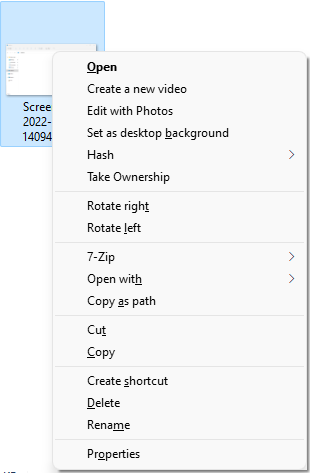 Scree
2022-
14094
Open
Create a new video
Edit with Photos
Set as desktop background
Hash
Take Ownership
Rotate right
Rotate left
7-Zip
Open with
Copy as path
Cut
Copy
Create shortcut
Delete
Rename
Properties